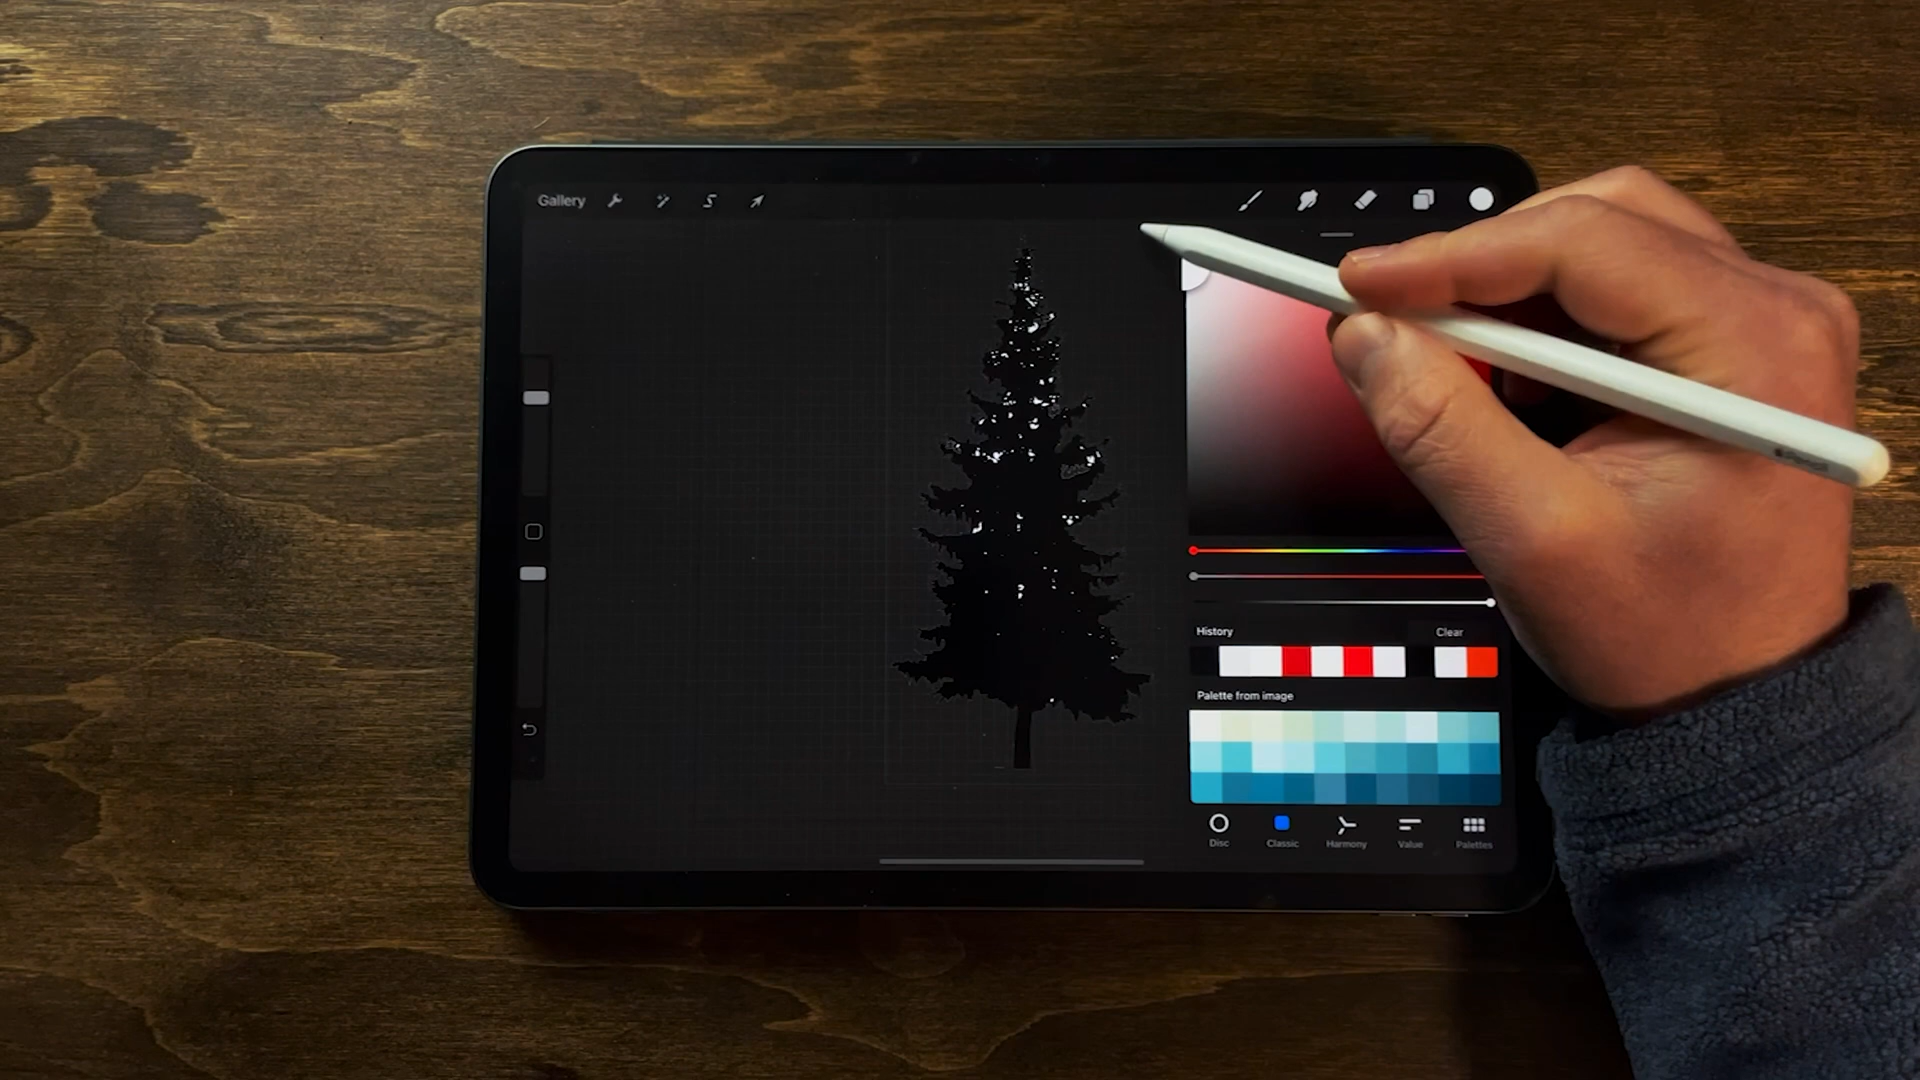 Gallery
History Clear
Palette from image
Disc Classic Harmony Value Palettes